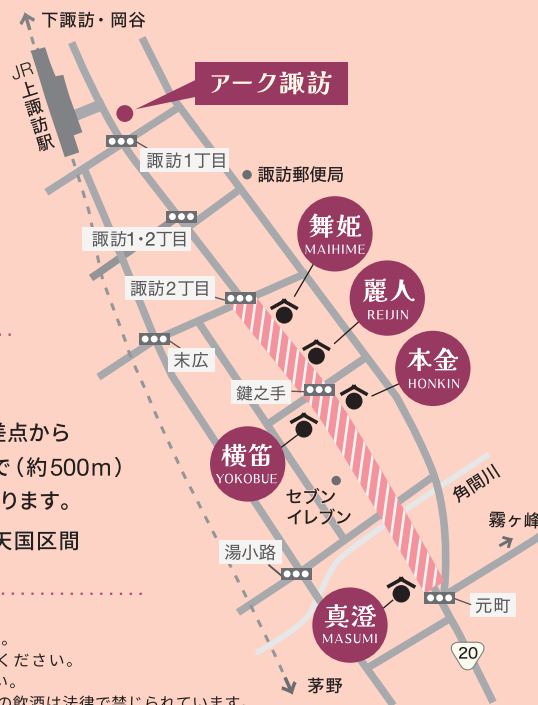 下諏訪・岡谷
JR上諏訪駅
アーク諏訪
諏訪1丁目
諏訪郵便局
諏訪1・2丁目
舞姫
MAIHIME
諏訪2丁目
麗人
REIJIN
末広
本金
HONKIN
鍵之手
横笛
YOKOBUE
差点から
で（約500m）
ります。
天国区間
セブン
イレブン
角間川
霧ヶ峰
湯小路
元町
真澄
MASUMI
20
茅野
。
ください。
い。
の飲酒は法律で禁じられています。